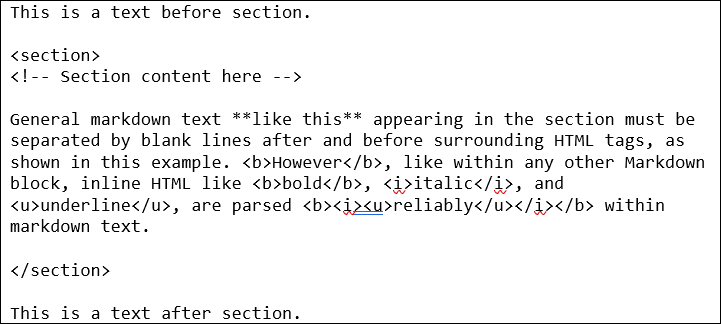 This is a text before section.
<section>
<!-- Section content here -->
General markdown text **like this** appearing in the section must be
separated by blank lines after and before surrounding HTML tags, as
shown in this example. <b>However</b>, like within any other Markdown
block, inline HTML like <b>bold</b>, <i>italic</i>, and
<u>underline</u>, are parsed <b><i><u>reliably</u></i></b> within
markdown text.
</section>
This is a text after section.